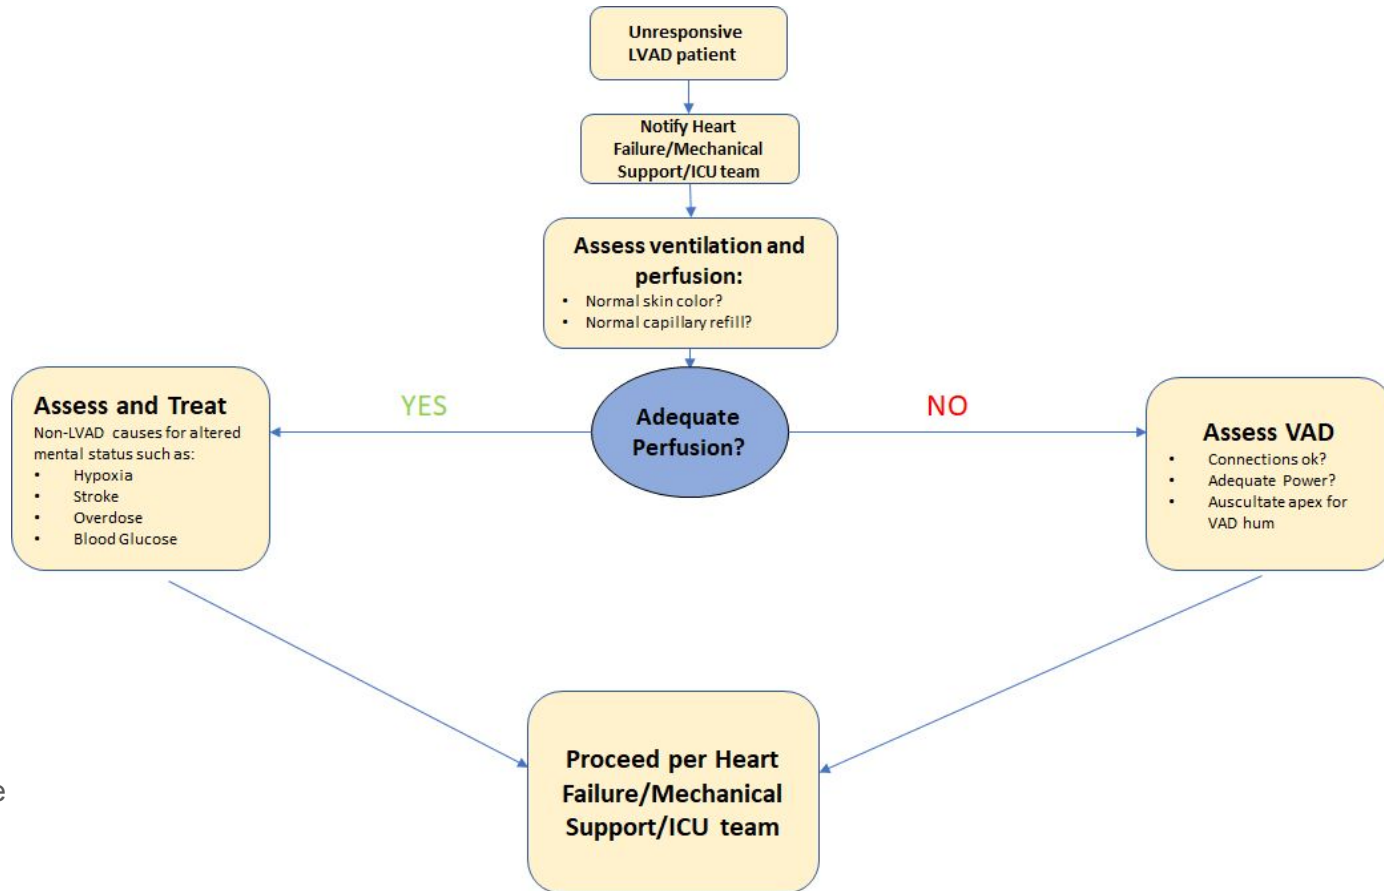 Unresponsive
LVAD patient
Notify Heart
Failure/Mechanical
Support/ICU team
Assess ventilation and
perfusion:
• Normal skin color?
• Normal capillary refill?
Adequate
Perfusion?
YES
NO
Assess and Treat
Non-LVAD causes for altered
mental status such as:
• Hypoxia
• Stroke
• Overdose
• Blood Glucose
Assess VAD
• Connections ok?
• Adequate Power?
• Auscultate apex for
VAD hum
Proceed per Heart
Failure/Mechanical
Support/ICU team
e